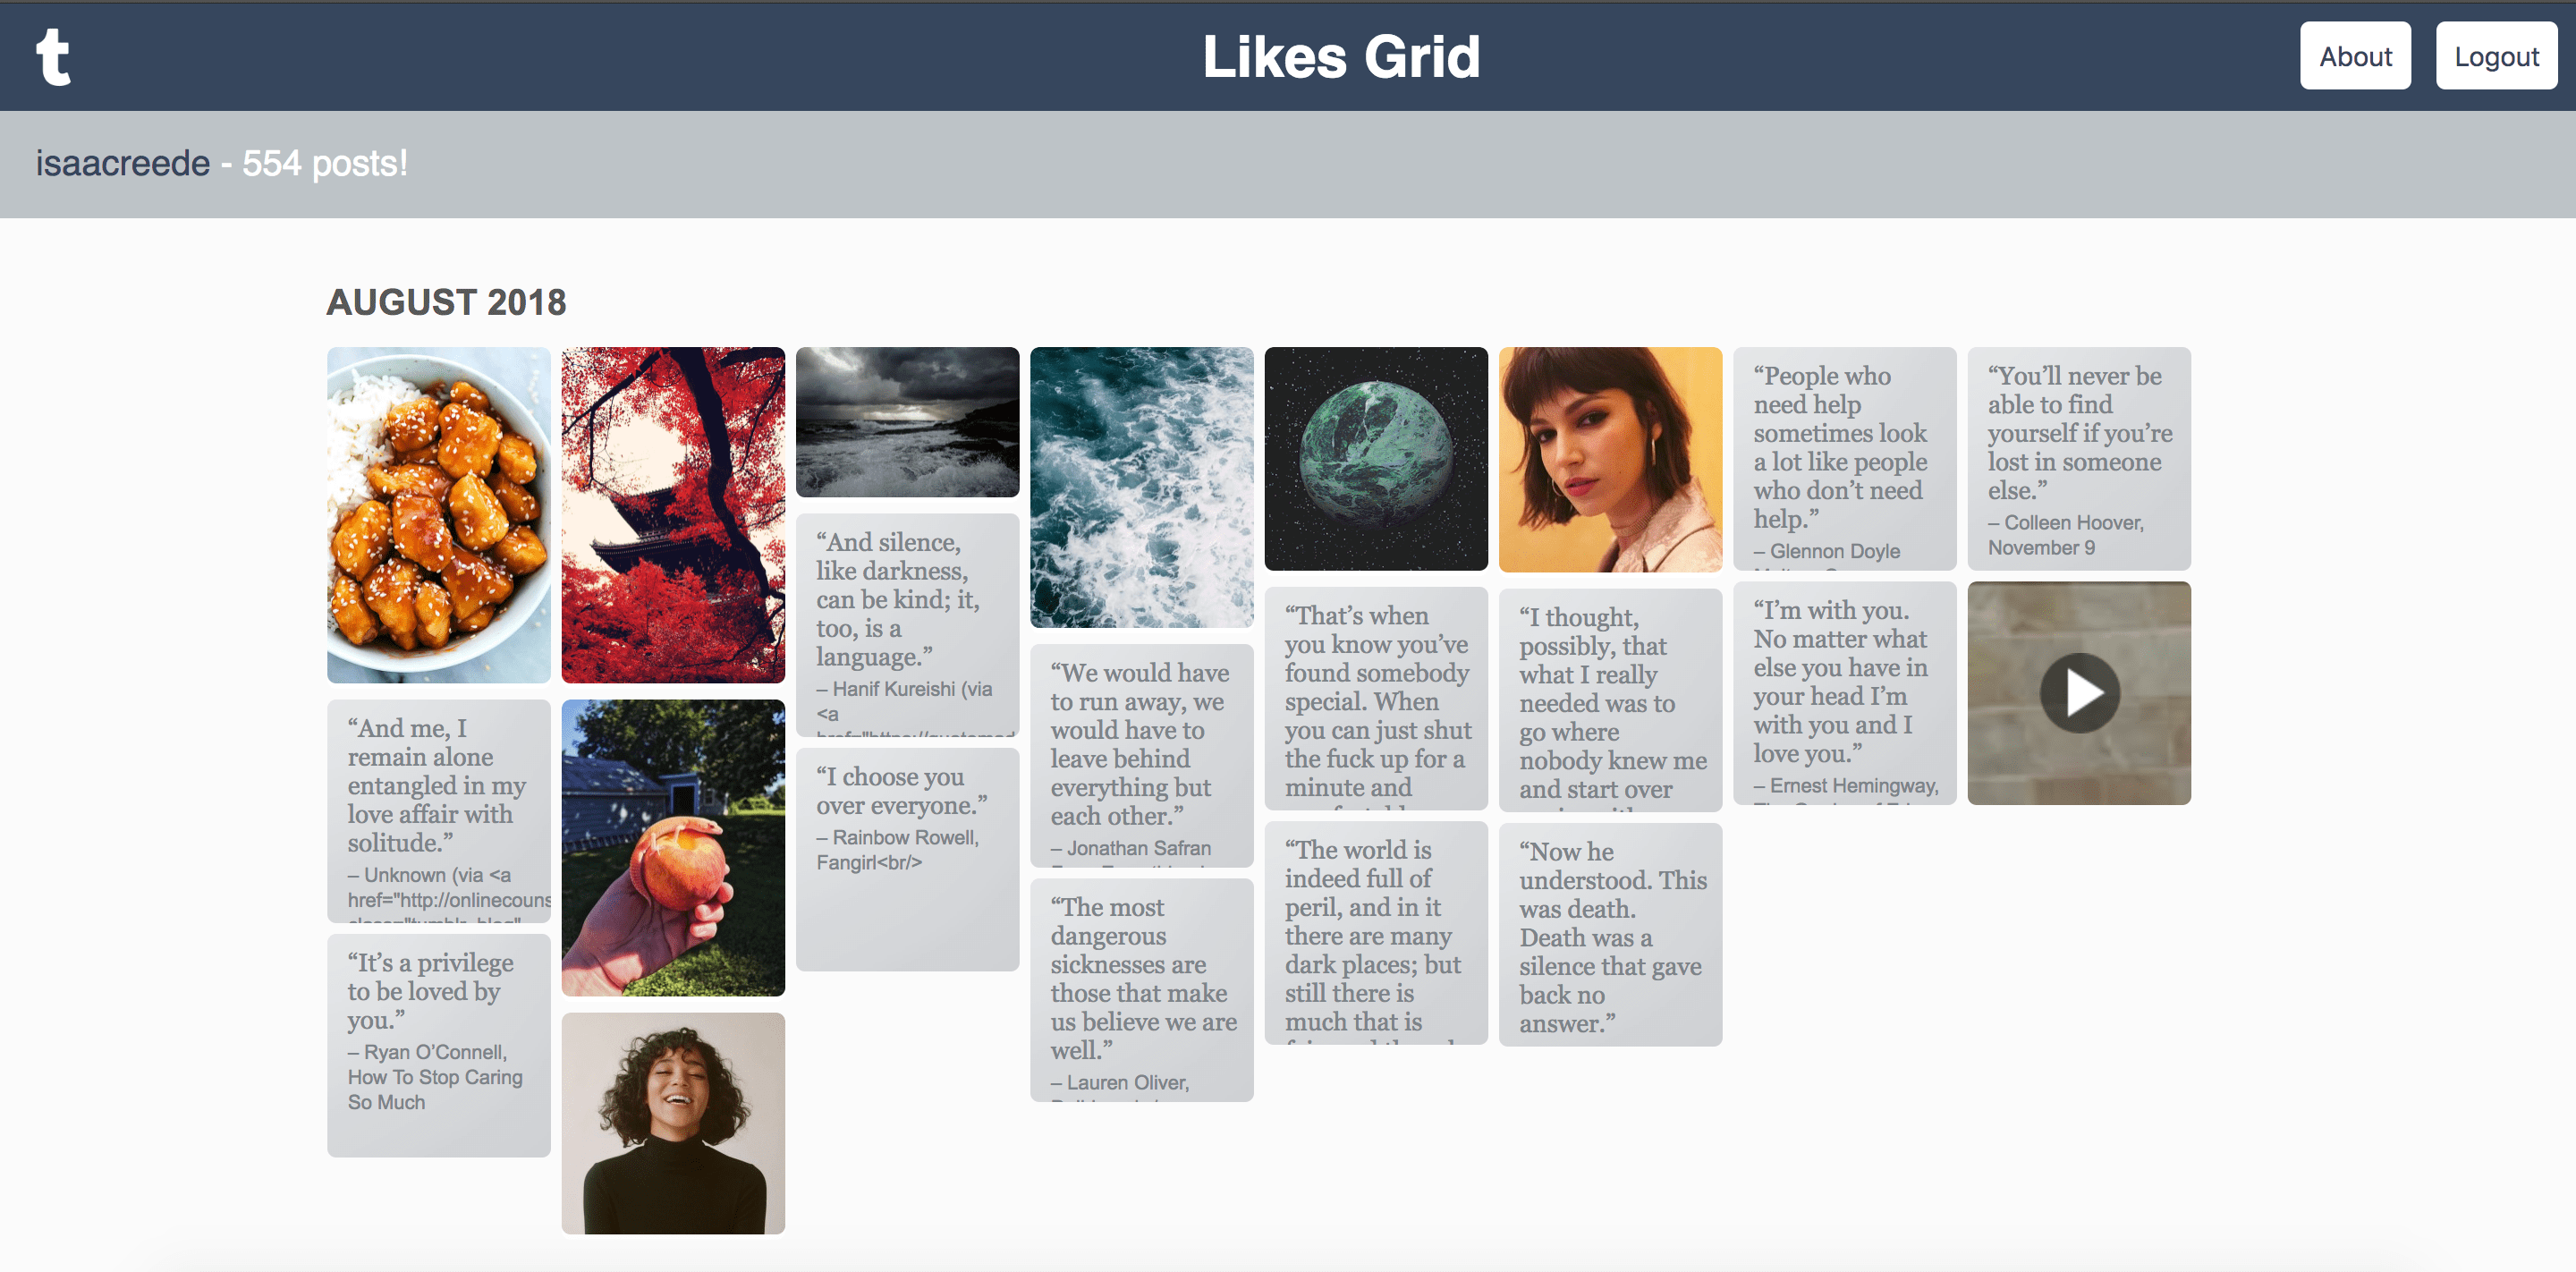 t
Likes Grid
About
Logout
isaacreede - 554 posts!
AUGUST 2018
“And me, I
remain alone
entangled in my
love affair with
solitude.”
– Unknown (via <a
href="http://onlinecouns
class="tumblr_blog"
“It’s a privilege
to be loved by
you.”
– Ryan O’Connell,
How To Stop Caring
So Much
“And silence,
like darkness,
can be kind; it,
too, is a
language.”
– Hanif Kureishi (via
<a
“I choose you
over everyone.”
– Rainbow Rowell,
Fangirl<br/>
“We would have
to run away, we
would have to
leave behind
everything but
each other.”
– Jonathan Safran
“The most
dangerous
sicknesses are
those that make
us believe we are
well.”
– Lauren Oliver,
“That’s when
you know you’ve
found somebody
special. When
you can just shut
the fuck up for a
minute and
“The world is
indeed full of
peril, and in it
there are many
dark places; but
still there is
much that is
“I thought,
possibly, that
what I really
needed was to
go where
nobody knew me
and start over
“Now he
understood. This
was death.
Death was a
silence that gave
back no
answer.”
“People who
need help
sometimes look
a lot like people
who don’t need
help.”
– Glennon Doyle
“I’m with you.
No matter what
else you have in
your head I’m
with you and I
love you.”
– Ernest Hemingway,
“You’ll never be
able to find
yourself if you’re
lost in someone
else.”
– Colleen Hoover,
November 9